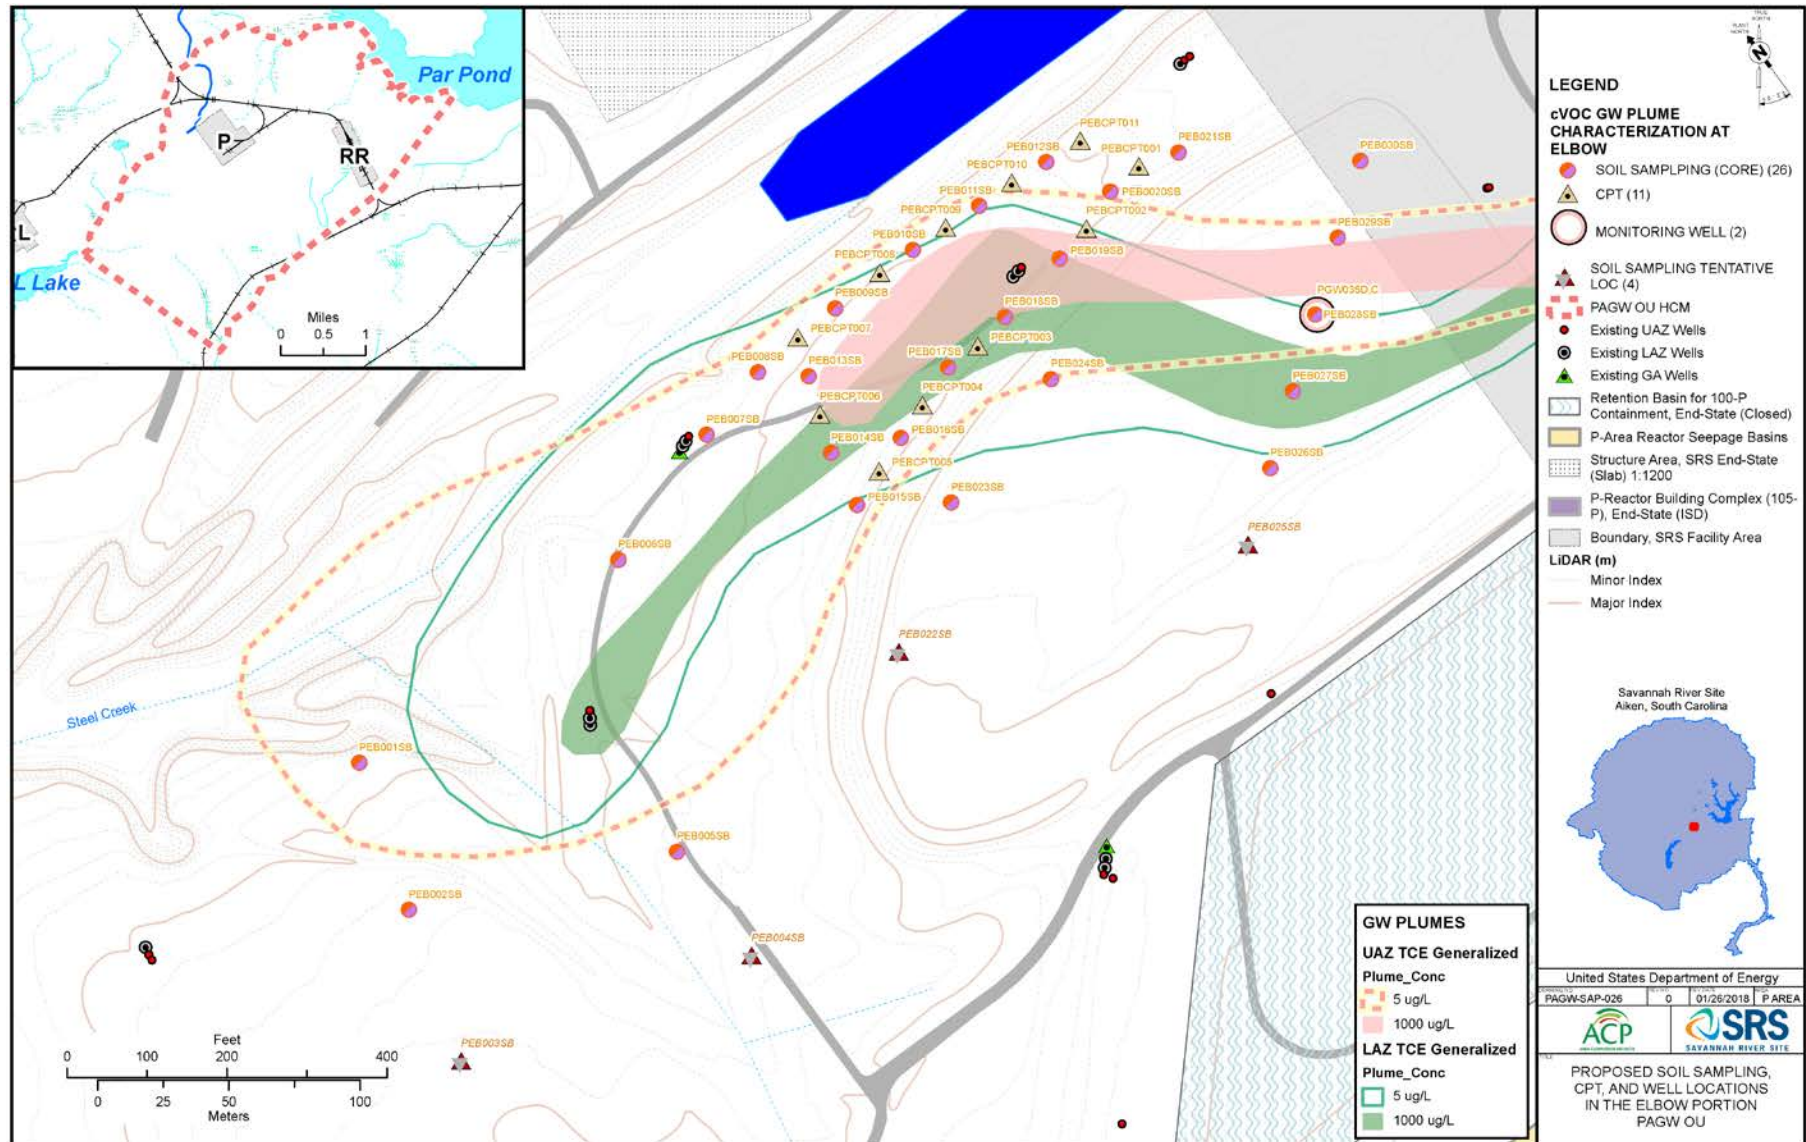 Par Pond
P
RR
L
L Lake
Miles
0 0.5 1
PEBCPT011
PEB012SB
PEBCPT001
PEB021SB
PEB030SB
PEBCPT010
PEB011SB
PEB0020SB
PEBCPT009
PEBCPT002
PEB029SB
PEB010SB
PEBCPT008
PEB019SB
PEB009SB
PEB018SB
PGW035D,C
PEB028SB
PEBCPT007
PEBCPT003
PEB008SB
PEB013SB
PEB017SB
PEB024SB
PEBCPT006
PEBCPT004
PEB027SB
PEB007SB
PEB014SB
PEB016SB
PEBCPT005
PEB026SB
PEB015SB
PEB023SB
PEB025SB
PEB006SB
PEB022SB
Steel Creek
PEB001SB
PEB005SB
PEB002SB
PEB004SB
PEB003SB
Feet
0 100 200 400
0 25 50 100
Meters
GW PLUMES
UAZ TCE Generalized
Plume_Conc
5 ug/L
1000 ug/L
LAZ TCE Generalized
Plume_Conc
5 ug/L
1000 ug/L
TRUE
NORTH
PLANT
NORTH
N
LEGEND
cVOC GW PLUME
CHARACTERIZATION AT
ELBOW
SOIL SAMPLPING (CORE) (26)
CPT (11)
MONITORING WELL (2)
SOIL SAMPLING TENTATIVE
LOC (4)
PAGW OU HCM
Existing UAZ Wells
Existing LAZ Wells
Existing GA Wells
Retention Basin for 100-P
Containment, End-State (Closed)
P-Area Reactor Seepage Basins
Structure Area, SRS End-State
(Slab) 1:1200
P-Reactor Building Complex (105-
P), End-State (ISD)
Boundary, SRS Facility Area
LiDAR (m)
Minor Index
Major Index
Savannah River Site
Aiken, South Carolina
United States Department of Energy
PAGW-SAP-026 0 01/26/2018 P AREA
ACP
SRS
SAVANNAH RIVER SITE
PROPOSED SOIL SAMPLING,
CPT, AND WELL LOCATIONS
IN THE ELBOW PORTION
PAGW OU